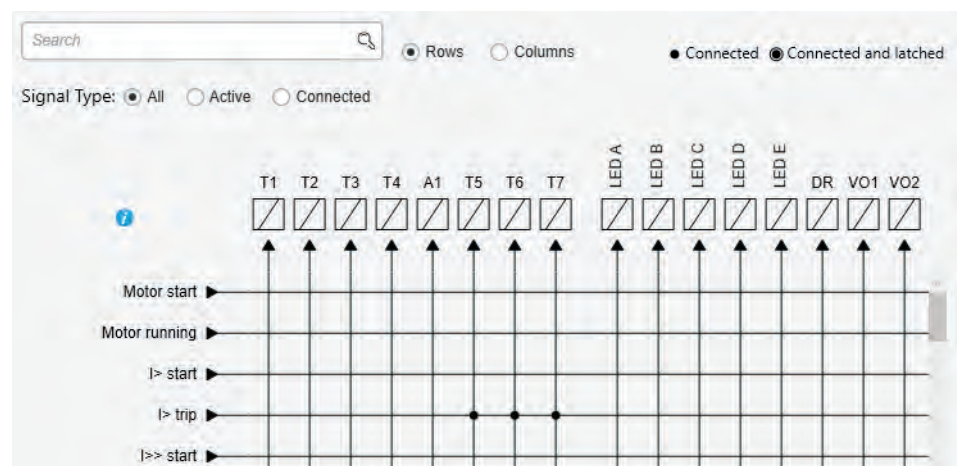 Search
Rows Columns
Connected Connected and latched
Signal Type: All Active Connected
T1 T2 T3 T4 A1 T5 T6 T7 LED A LED B LED C LED D LED E DR VO1 VO2
i
Motor start
Motor running
I> start
I> trip
I>> start